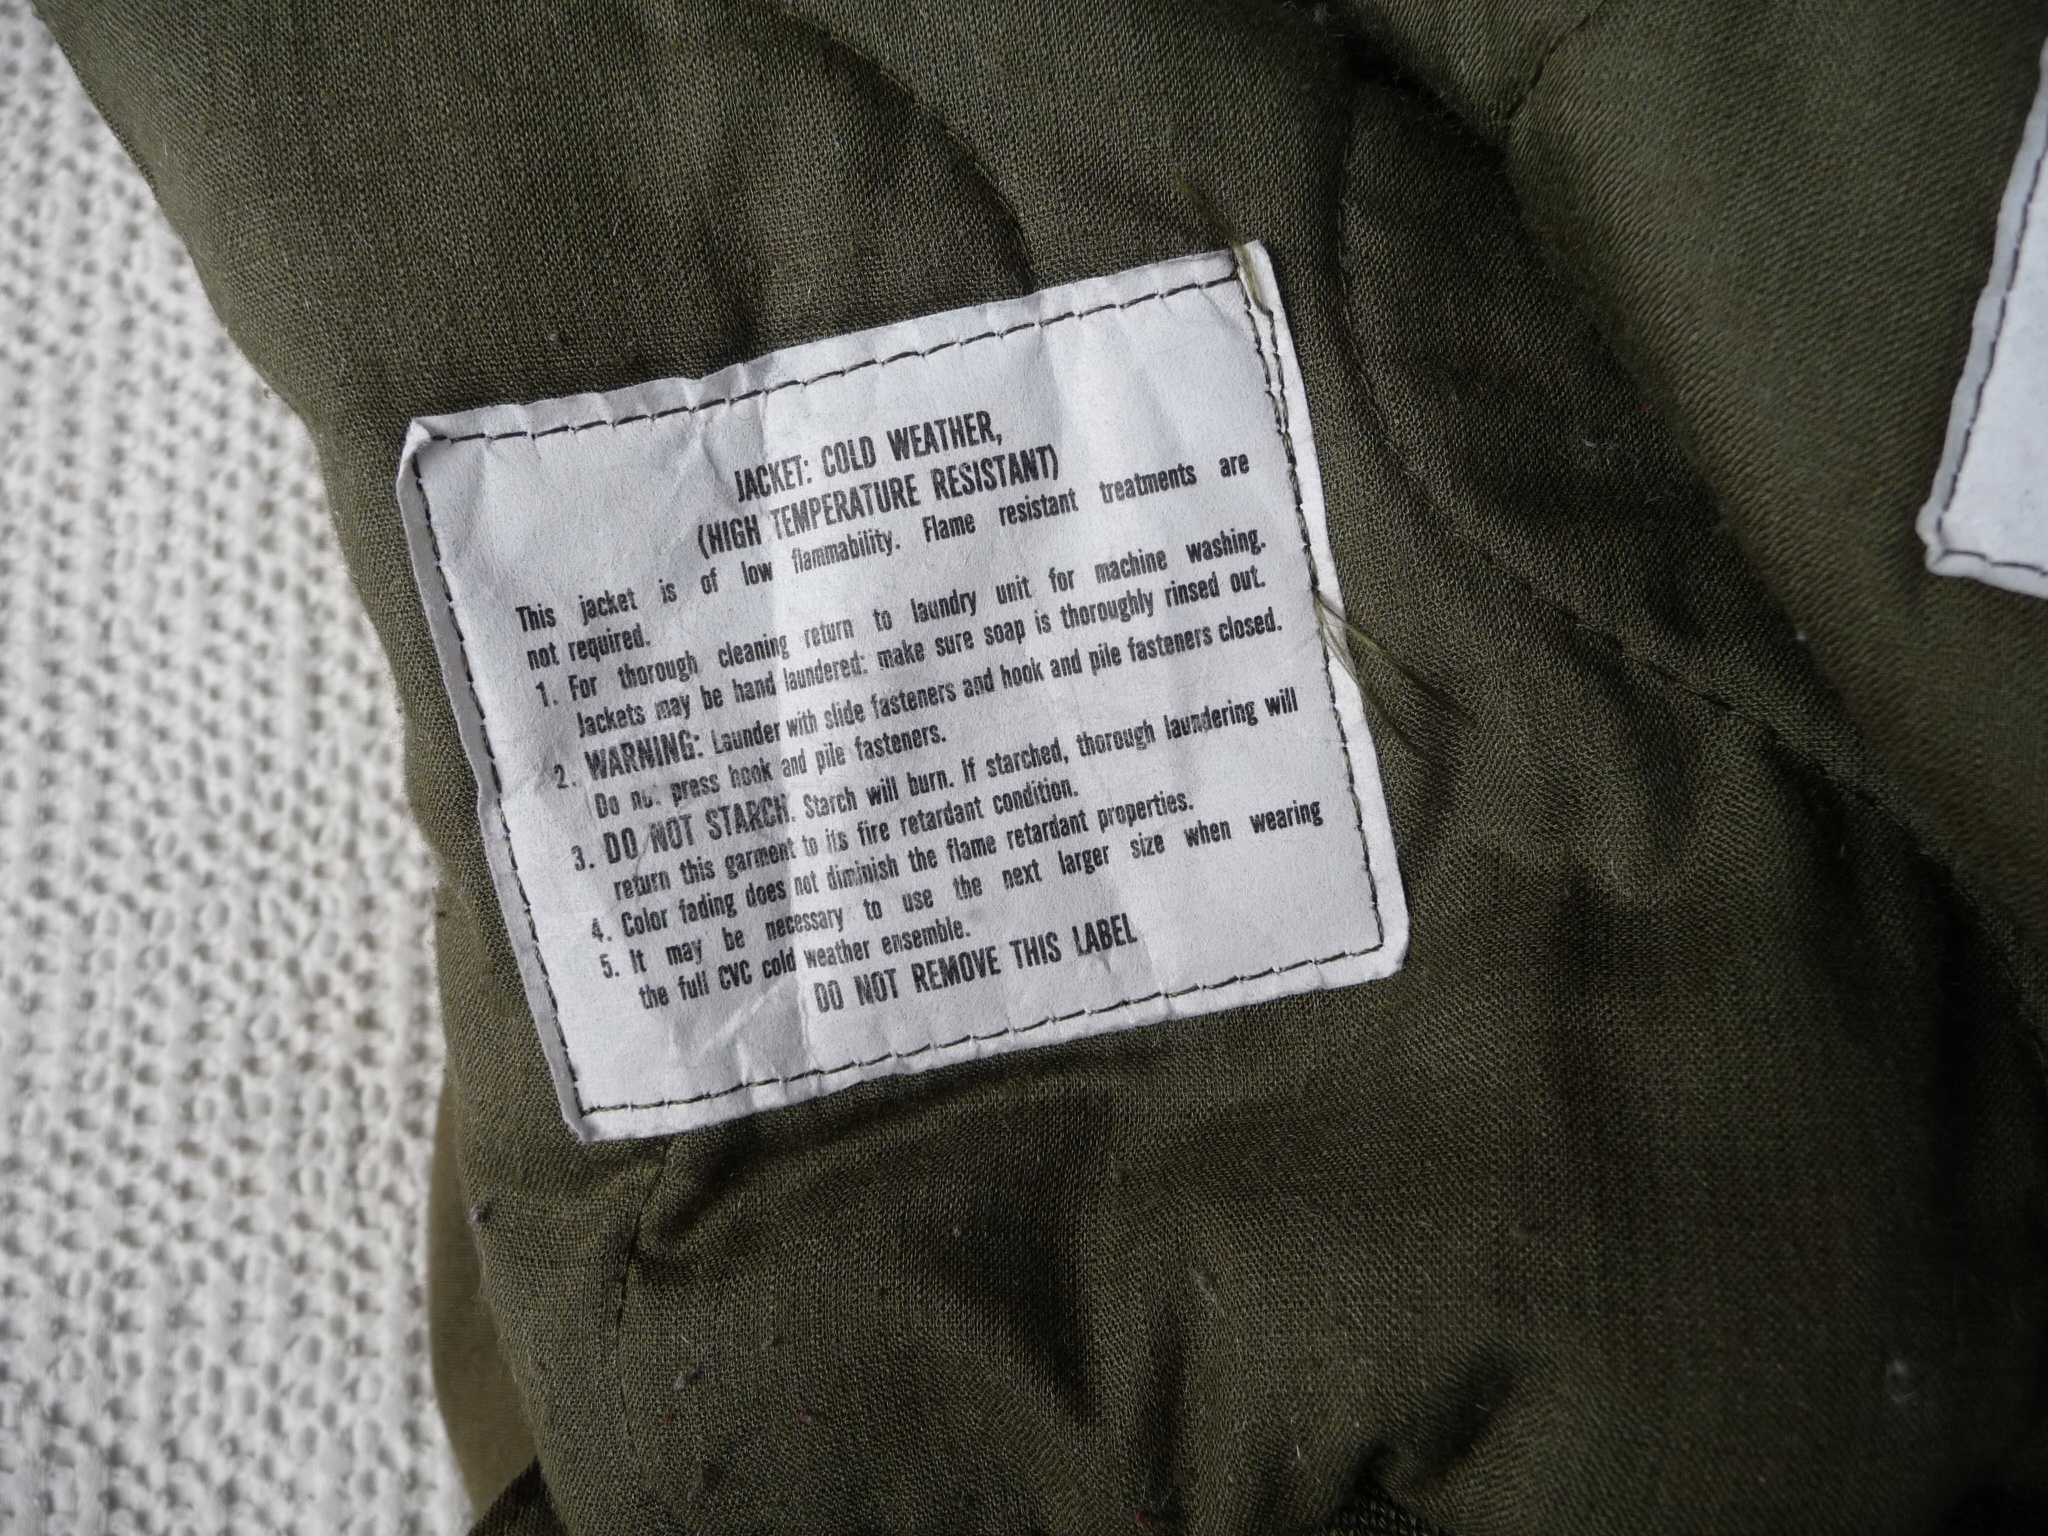 JACKET: COLD WEATHER,
(HIGH TEMPERATURE RESISTANT)
This jacket is of low flammability. Flame resistant treatments are
not required.
1. For thorough cleaning return to laundry unit for machine washing.
Jackets may be hand laundered: make sure soap is thoroughly rinsed out.
2. WARNING: Launder with slide fasteners and hook and pile fasteners closed.
Do not press hook and pile fasteners.
3. DO NOT STARCH. Starch will burn. If starched, thorough laundering will
return this garment to its fire retardant condition.
4. Color fading does not diminish the flame retardant properties.
5. It may be necessary to use the next larger size when wearing
the full CVC cold weather ensemble.
DO NOT REMOVE THIS LABEL